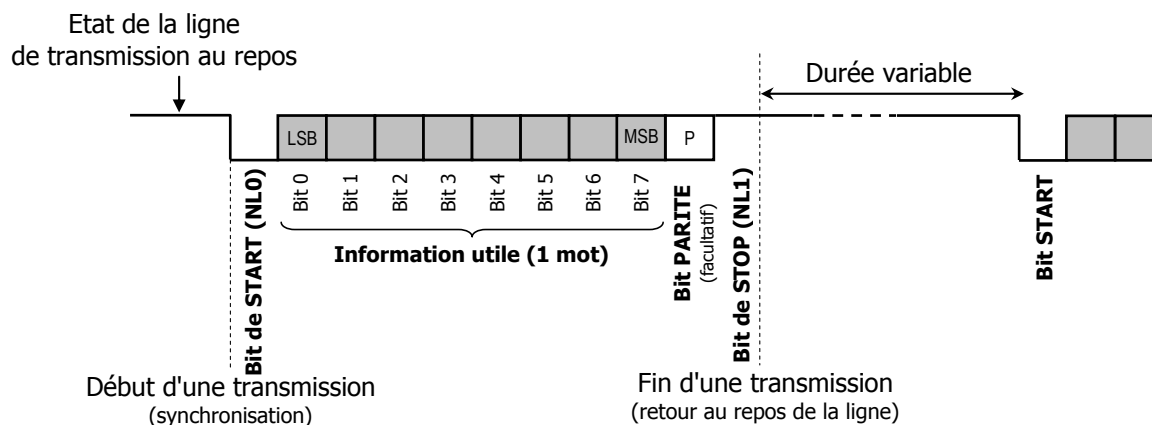 Etat de la ligne
de transmission au repos
Durée variable
LSB
MSB
P
Bit de START (NL0)
Bit 0
Bit 1
Bit 2
Bit 3
Bit 4
Bit 5
Bit 6
Bit 7
Bit PARITE
(facultatif)
Bit de STOP (NL1)
Bit START
Information utile (1 mot)
Début d'une transmission
(synchronisation)
Fin d'une transmission
(retour au repos de la ligne)